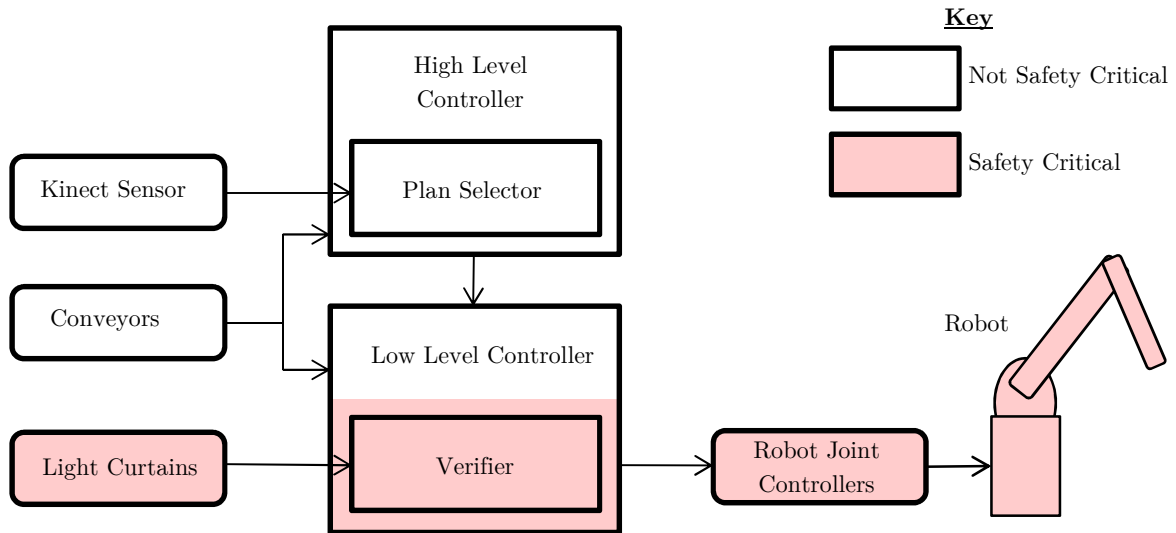 Key
Not Safety Critical
Safety Critical
High Level
Controller
Plan Selector
Kinect Sensor
Conveyors
Low Level Controller
Robot
Light Curtains
Verifier
Robot Joint
Controllers